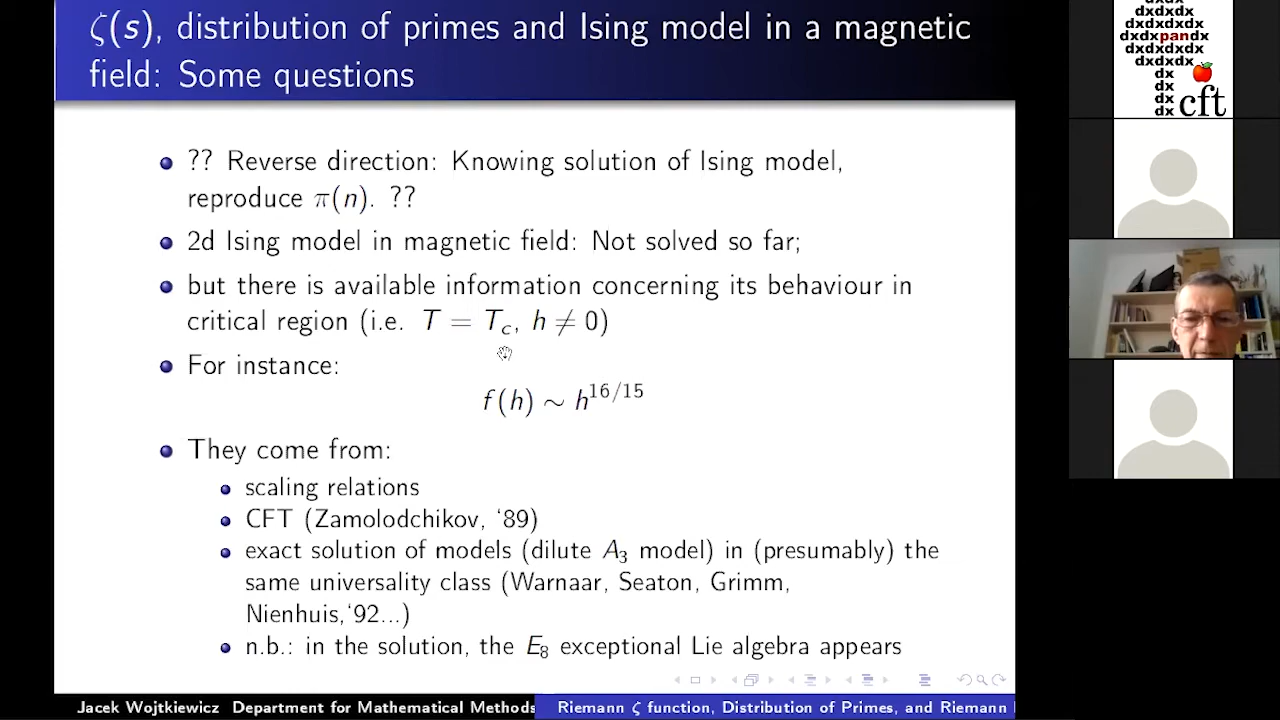 ζ(s), distribution of primes and Ising model in a magnetic
field: Some questions
?? Reverse direction: Knowing solution of Ising model,
reproduce π(n). ??
2d Ising model in magnetic field: Not solved so far;
but there is available information concerning its behaviour in
critical region (i.e. T = T_c, h ≠ 0)
For instance:
f(h) ∼ h^{16/15}
They come from:
scaling relations
CFT (Zamolodchikov, ‘89)
exact solution of models (dilute A_3 model) in (presumably) the
same universality class (Warnaar, Seaton, Grimm,
Nienhuis,‘92...)
n.b.: in the solution, the E_8 exceptional Lie algebra appears
Jacek Wojtkiewicz Department for Mathematical Methods
Riemann ζ function, Distribution of Primes, and Riemann
dxdxdx
dxdxdxdx
dxdxpandx
dxdxdxdx
dxdxdx
dx
dx
dx
dx cft